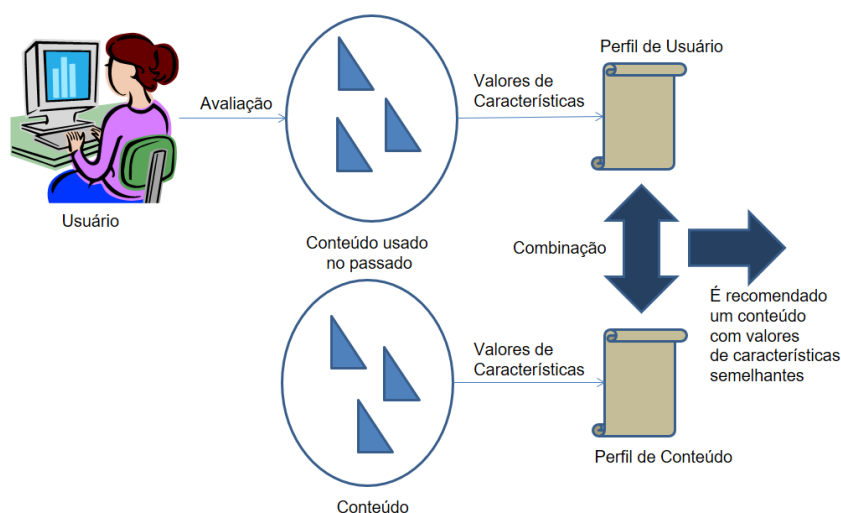 Perfil de Usuário
Avaliação
Valores de
Características
Usuário
Conteúdo usado
no passado
Combinação
É recomendado
um conteúdo
com valores
de características
semelhantes
Valores de
Características
Perfil de Conteúdo
Conteúdo